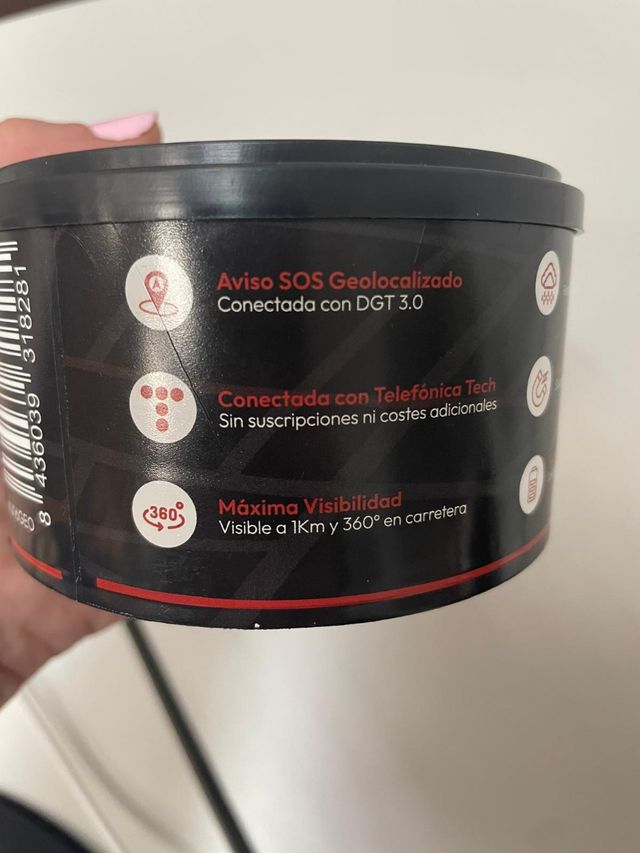 Aviso SOS Geolocalizado
Conectada con DGT 3.0
Conectada con Telefónica Tech
Sin suscripciones ni costes adicionales
360°
Máxima Visibilidad
Visible a 1Km y 360° en carretera
8 436039 318281